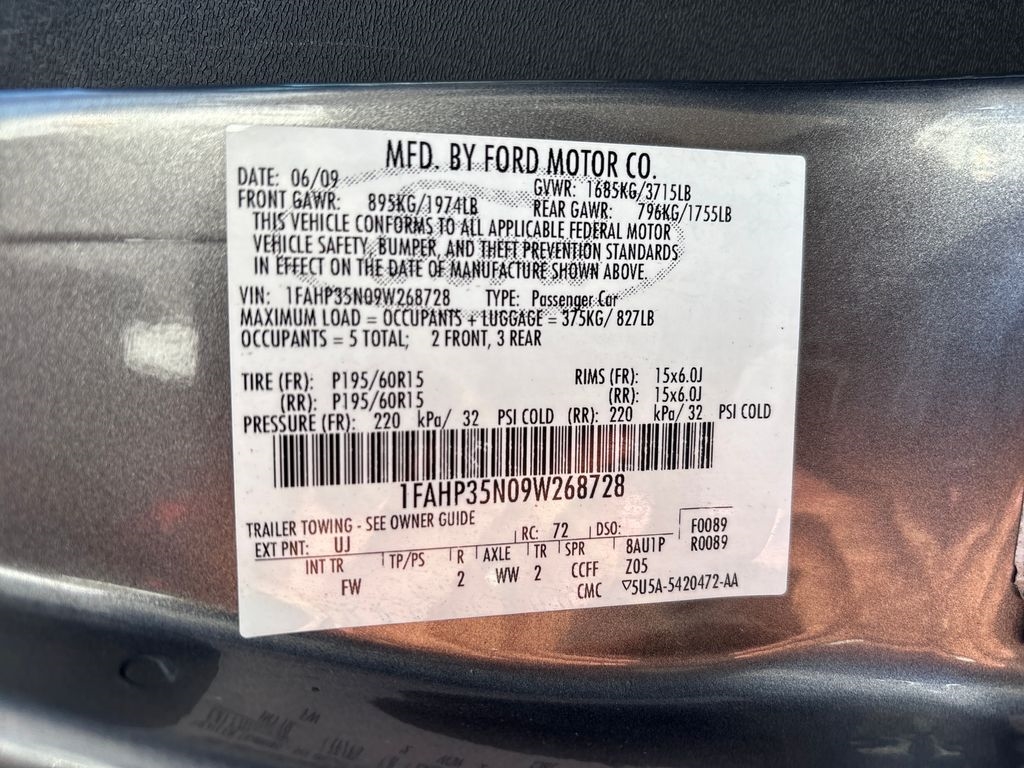 MFD. BY FORD MOTOR CO.
DATE: 06/09 GVWR: 1685KG/3715LB
FRONT GAWR: 895KG/1974LB REAR GAWR: 796KG/1755LB
THIS VEHICLE CONFORMS TO ALL APPLICABLE FEDERAL MOTOR
VEHICLE SAFETY, BUMPER, AND THEFT PREVENTION STANDARDS
IN EFFECT ON THE DATE OF MANUFACTURE SHOWN ABOVE.
VIN: 1FAHP35N09W268728 TYPE: Passenger Car
MAXIMUM LOAD = OCCUPANTS + LUGGAGE = 375KG/ 827LB
OCCUPANTS = 5 TOTAL; 2 FRONT, 3 REAR
TIRE (FR): P195/60R15 RIMS (FR): 15x6.0J
(RR): P195/60R15 (RR): 15x6.0J
PRESSURE (FR): 220 kPa/ 32 PSI COLD (RR): 220 kPa/ 32 PSI COLD
1FAHP35N09W268728
TRAILER TOWING - SEE OWNER GUIDE
EXT PNT: UJ RC: 72 DSO: F0089
R0089
INT TR TP/PS R AXLE TR SPR 8AU1P
FW 2 WW 2 CCFF Z05
CMC ▽5U5A-5420472-AA